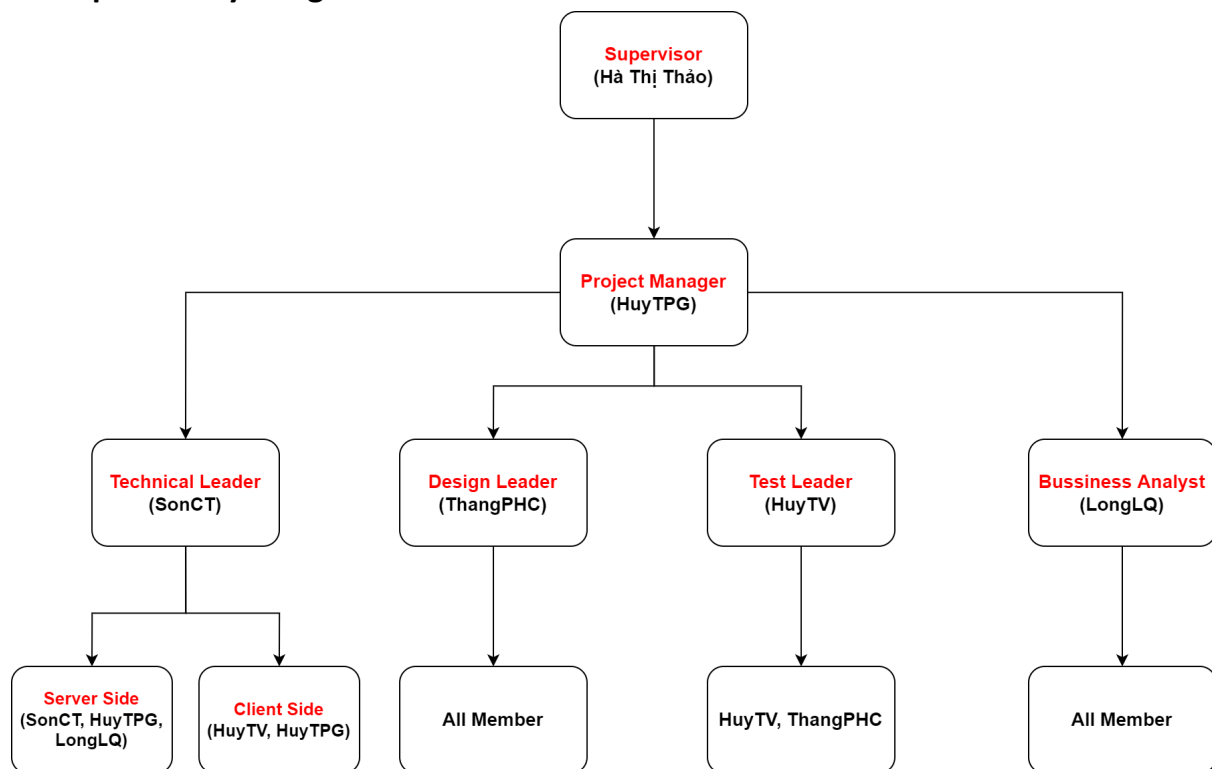 Supervisor
(Hà Thị Thảo)
Project Manager
(HuyTPG)
Technical Leader
(SonCT)
Design Leader
(ThangPHC)
Test Leader
(HuyTV)
Bussiness Analyst
(LongLQ)
Server Side
(SonCT, HuyTPG,
LongLQ)
Client Side
(HuyTV, HuyTPG)
All Member
HuyTV, ThangPHC
All Member